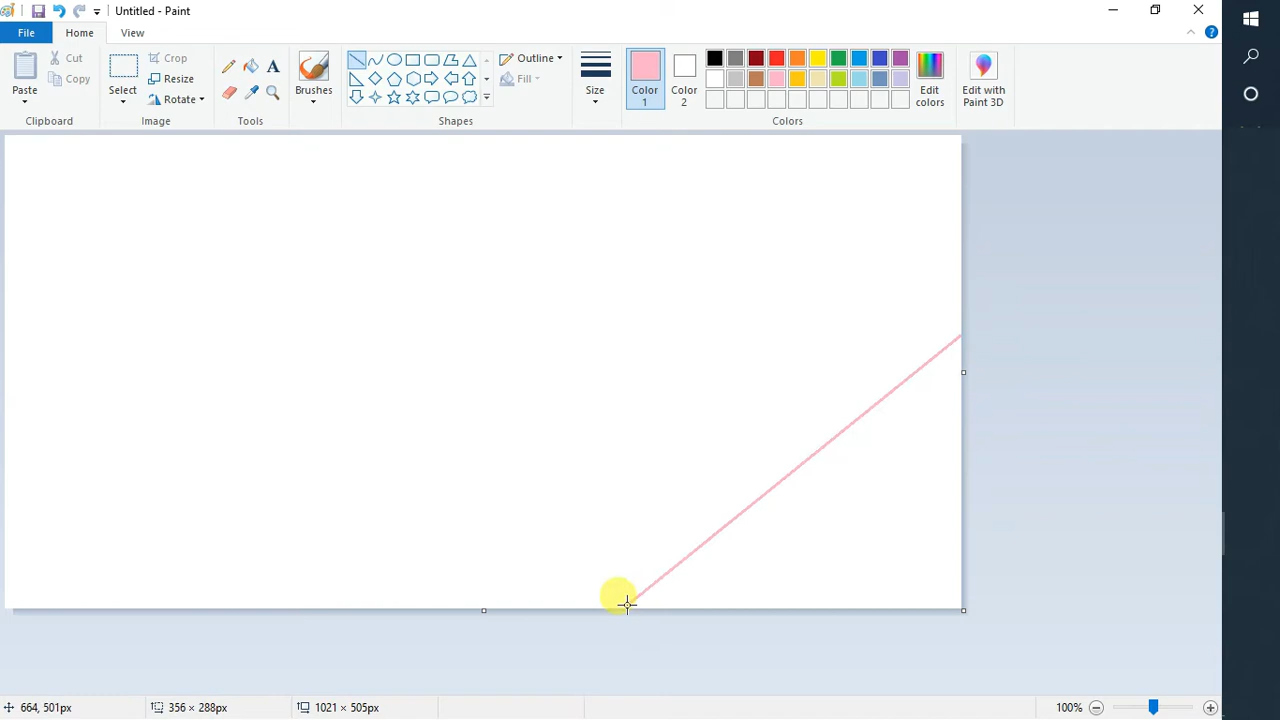 Untitled - Paint
File Home View
Cut
Copy
Paste
Clipboard
Select
Crop
Resize
Rotate
Image
A
Tools
Brushes
Shapes
Outline
Fill
Size
Color 1
Color 2
Edit colors
Colors
Edit with Paint 3D
664, 501px 356 × 288px 1021 × 505px 100%